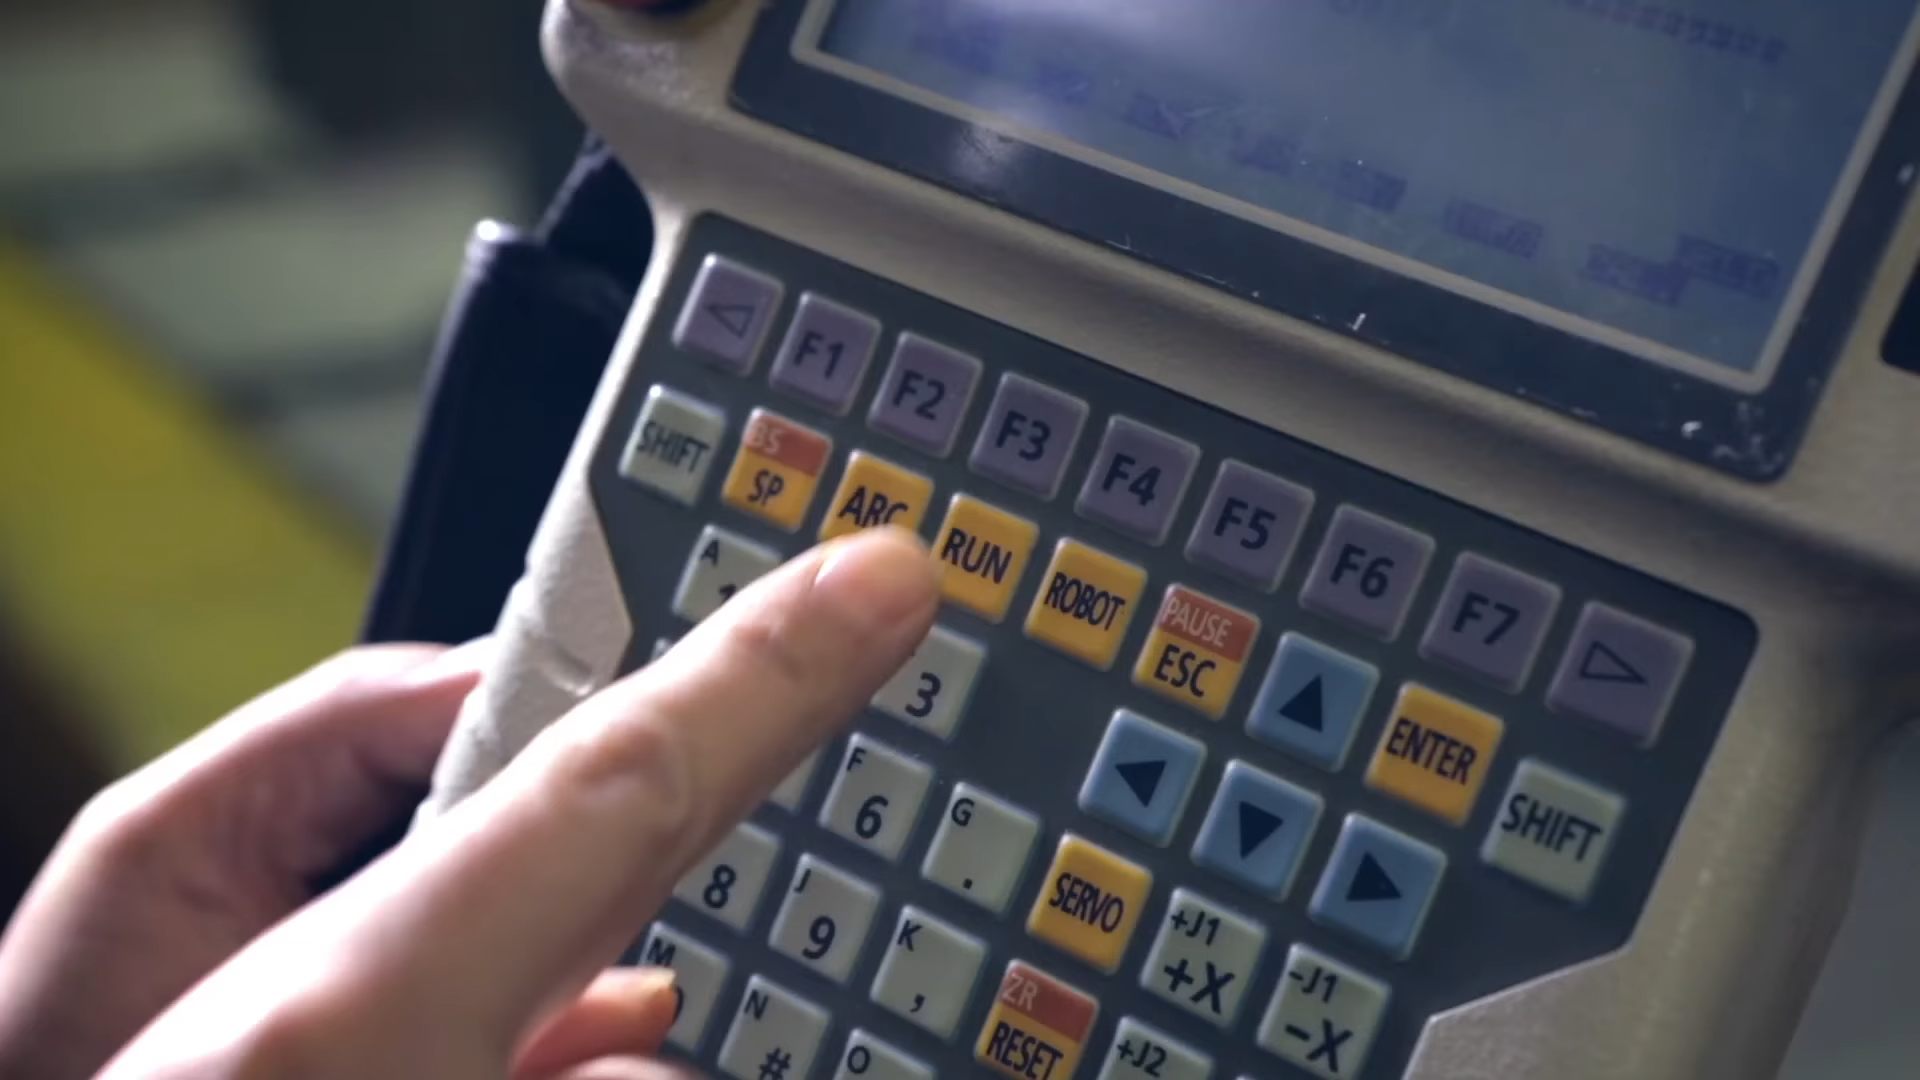 F1 F2 F3 F4 F5 F6 F7
SHIFT
BS
SP
ARC
RUN
ROBOT
PAUSE
ESC
ENTER
SHIFT
A
3
F
6
G
.
SERVO
8
J
9
K
,
+J1
+X
-J1
-X
M
N
#
ZR
RESET
O
+J2